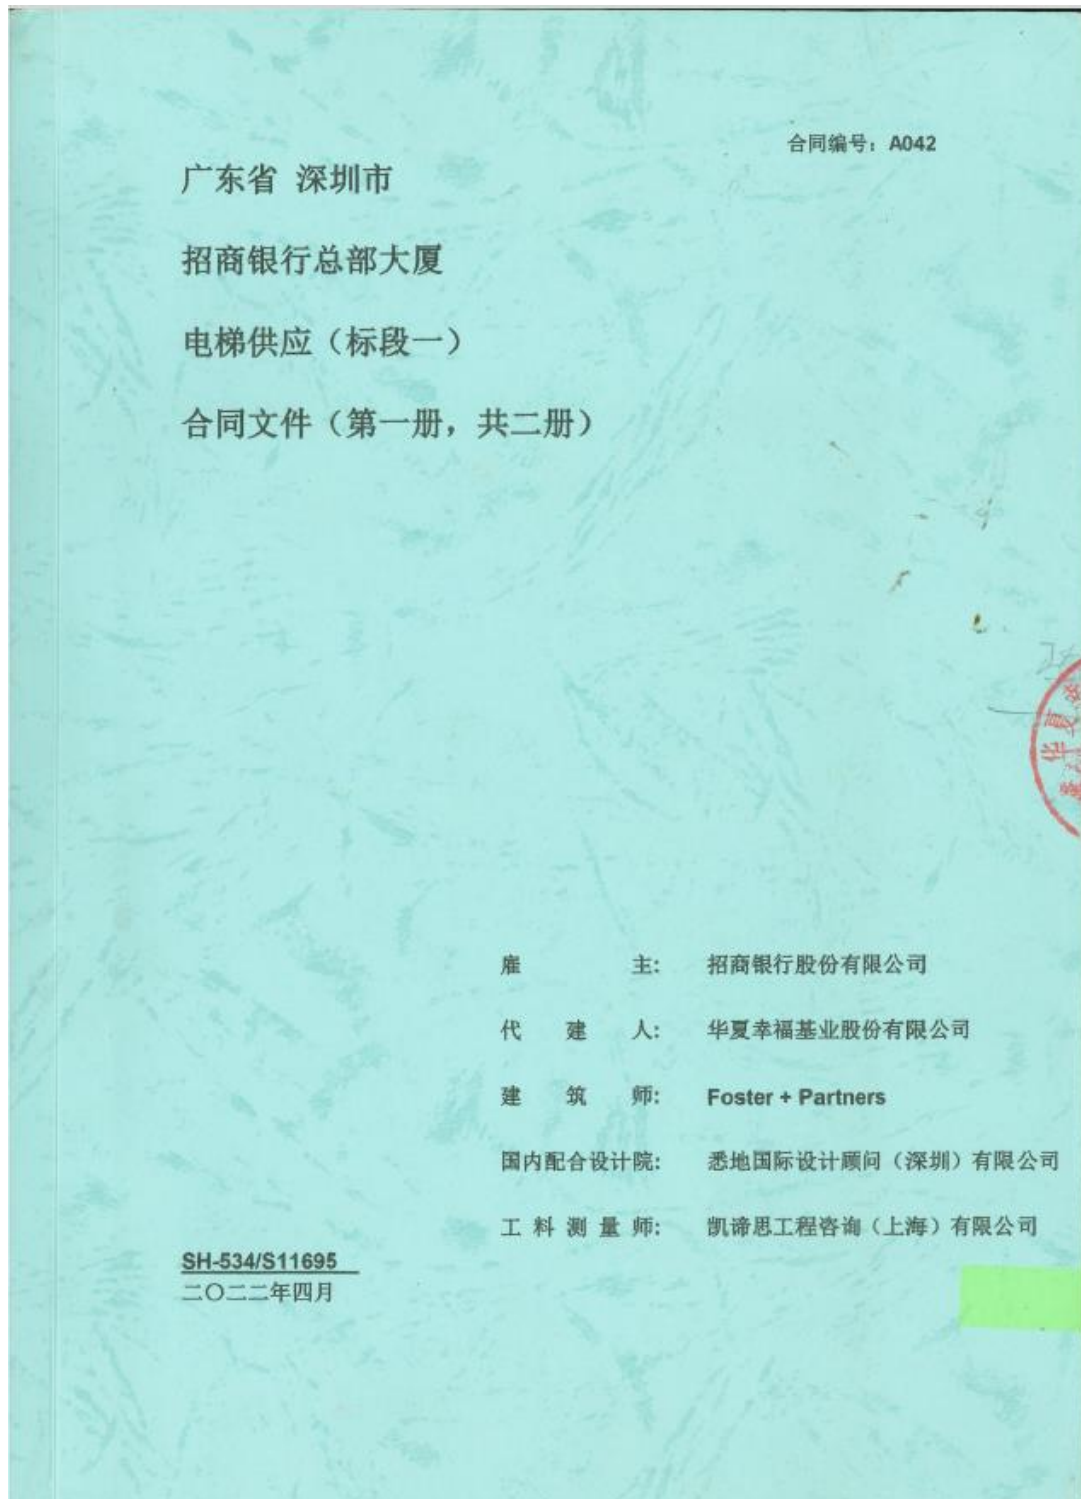 合同编号：A042
广东省 深圳市
招商银行总部大厦
电梯供应（标段一）
合同文件（第一册，共二册）
华夏幸
雇主: 招商银行股份有限公司
代建人: 华夏幸福基业股份有限公司
建筑师: Foster + Partners
国内配合设计院: 悉地国际设计顾问（深圳）有限公司
工料测量师: 凯谛思工程咨询（上海）有限公司
SH-534/S11695
二〇二二年四月